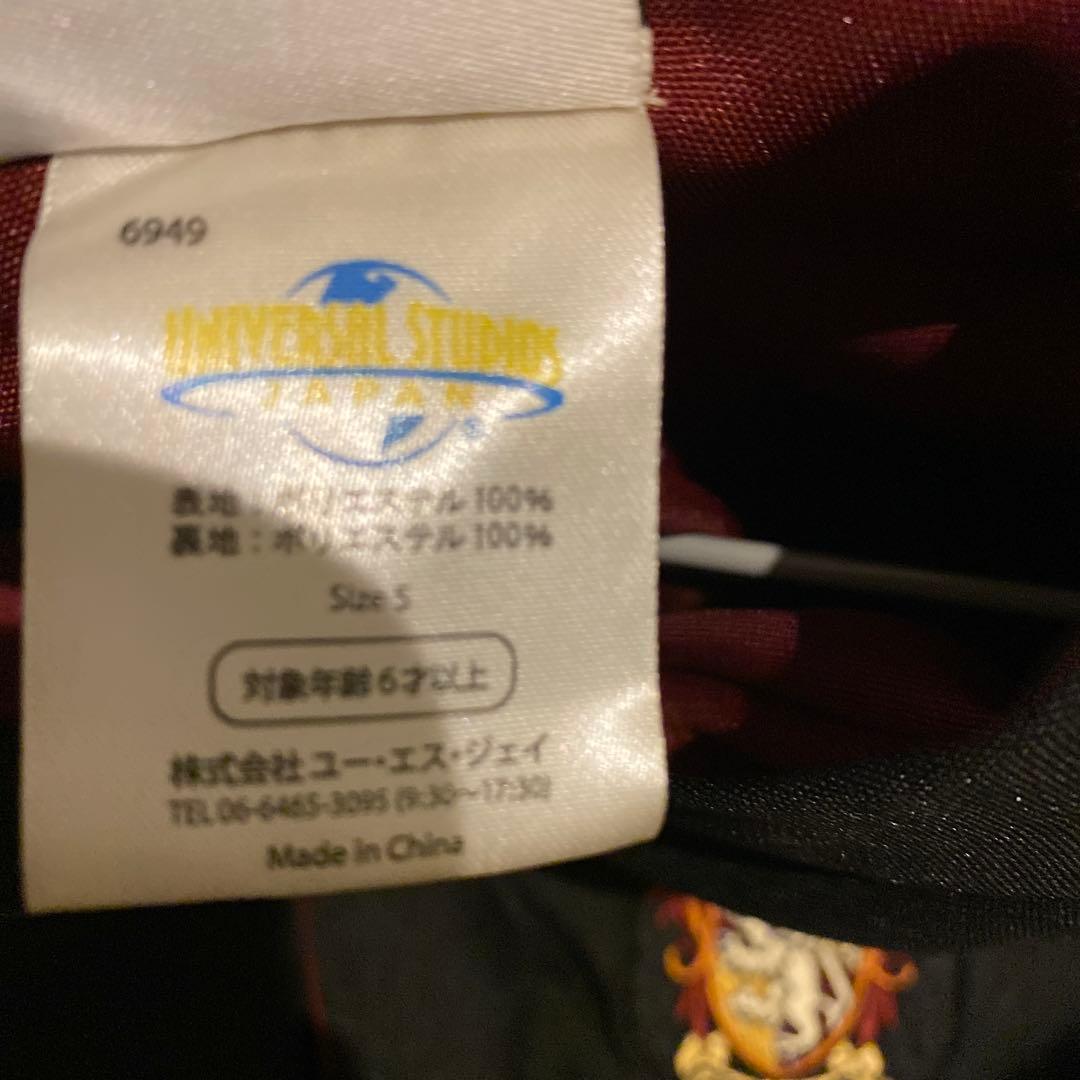 6949
UNIVERSAL STUDIOS
JAPAN
®
表地：ポリエステル100%
裏地：ポリエステル100%
Size S
対象年齢6才以上
株式会社 ユー・エス・ジェイ
TEL 06-6465-3095 (9:30〜17:30)
Made in China